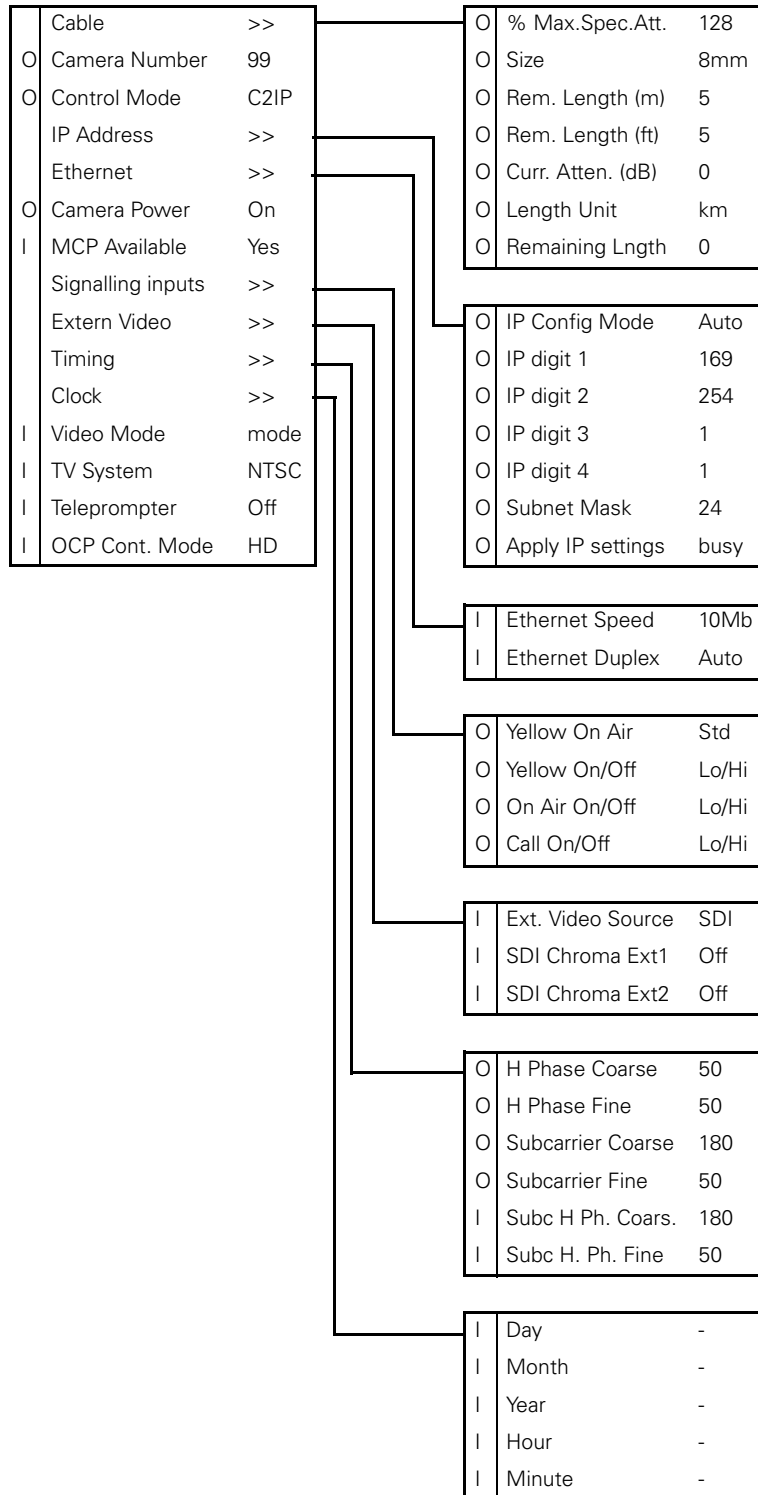 Cable >>
O Camera Number 99
O Control Mode C2IP
IP Address >>
Ethernet >>
O Camera Power On
I MCP Available Yes
Signalling inputs >>
Extern Video >>
Timing >>
Clock >>
I Video Mode mode
I TV System NTSC
I Teleprompter Off
I OCP Cont. Mode HD
O % Max.Spec.Att. 128
O Size 8mm
O Rem. Length (m) 5
O Rem. Length (ft) 5
O Curr. Atten. (dB) 0
O Length Unit km
O Remaining Lngth 0
O IP Config Mode Auto
O IP digit 1 169
O IP digit 2 254
O IP digit 3 1
O IP digit 4 1
O Subnet Mask 24
O Apply IP settings busy
I Ethernet Speed 10Mb
I Ethernet Duplex Auto
O Yellow On Air Std
O Yellow On/Off Lo/Hi
O On Air On/Off Lo/Hi
O Call On/Off Lo/Hi
I Ext. Video Source SDI
I SDI Chroma Ext1 Off
I SDI Chroma Ext2 Off
O H Phase Coarse 50
O H Phase Fine 50
O Subcarrier Coarse 180
O Subcarrier Fine 50
I Subc H Ph. Coars. 180
I Subc H. Ph. Fine 50
I Day -
I Month -
I Year -
I Hour -
I Minute -